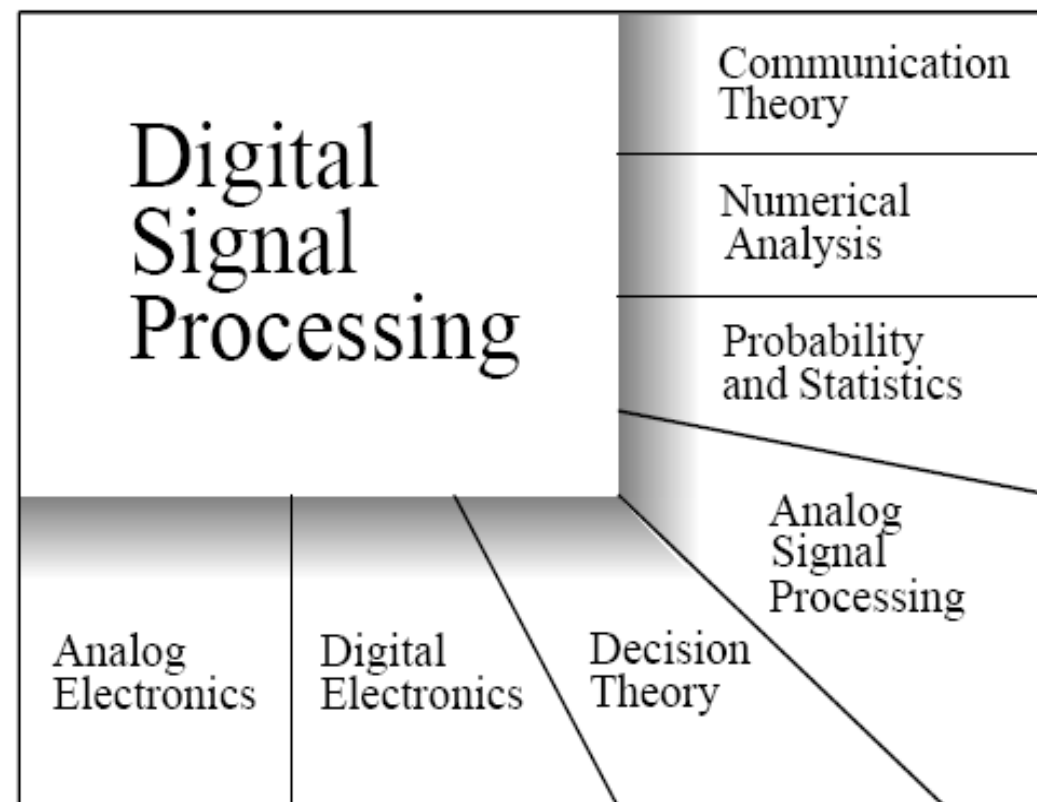 Digital
Signal
Processing
Communication
Theory
Numerical
Analysis
Probability
and Statistics
Analog
Signal
Processing
Decision
Theory
Digital
Electronics
Analog
Electronics